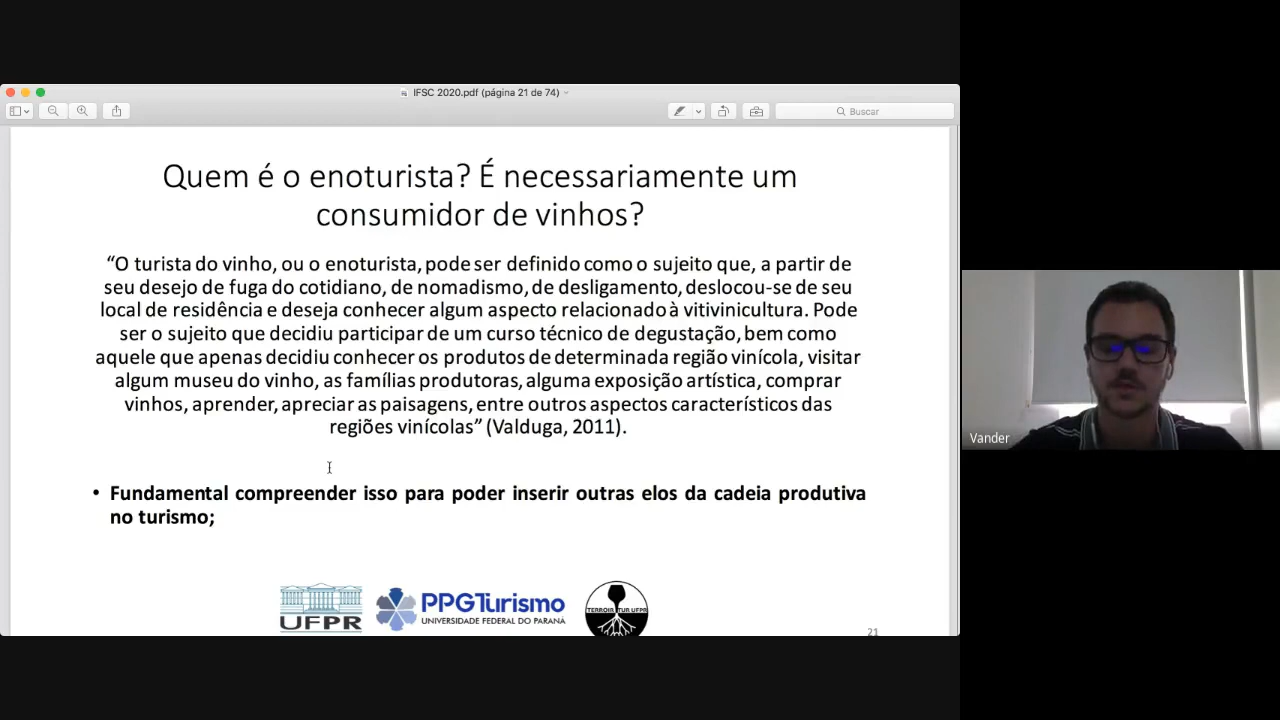 IFSC 2020.pdf (página 21 de 74)
Buscar
Quem é o enoturista? É necessariamente um
consumidor de vinhos?
“O turista do vinho, ou o enoturista, pode ser definido como o sujeito que, a partir de
seu desejo de fuga do cotidiano, de nomadismo, de desligamento, deslocou-se de seu
local de residência e deseja conhecer algum aspecto relacionado à vitivinicultura. Pode
ser o sujeito que decidiu participar de um curso técnico de degustação, bem como
aquele que apenas decidiu conhecer os produtos de determinada região vinícola, visitar
algum museu do vinho, as famílias produtoras, alguma exposição artística, comprar
vinhos, aprender, apreciar as paisagens, entre outros aspectos característicos das
regiões vinícolas” (Valduga, 2011).
• Fundamental compreender isso para poder inserir outras elos da cadeia produtiva
no turismo;
UFPR
PPGTurismo
UNIVERSIDADE FEDERAL DO PARANÁ
TERROIR TUR UFPR
21
Vander